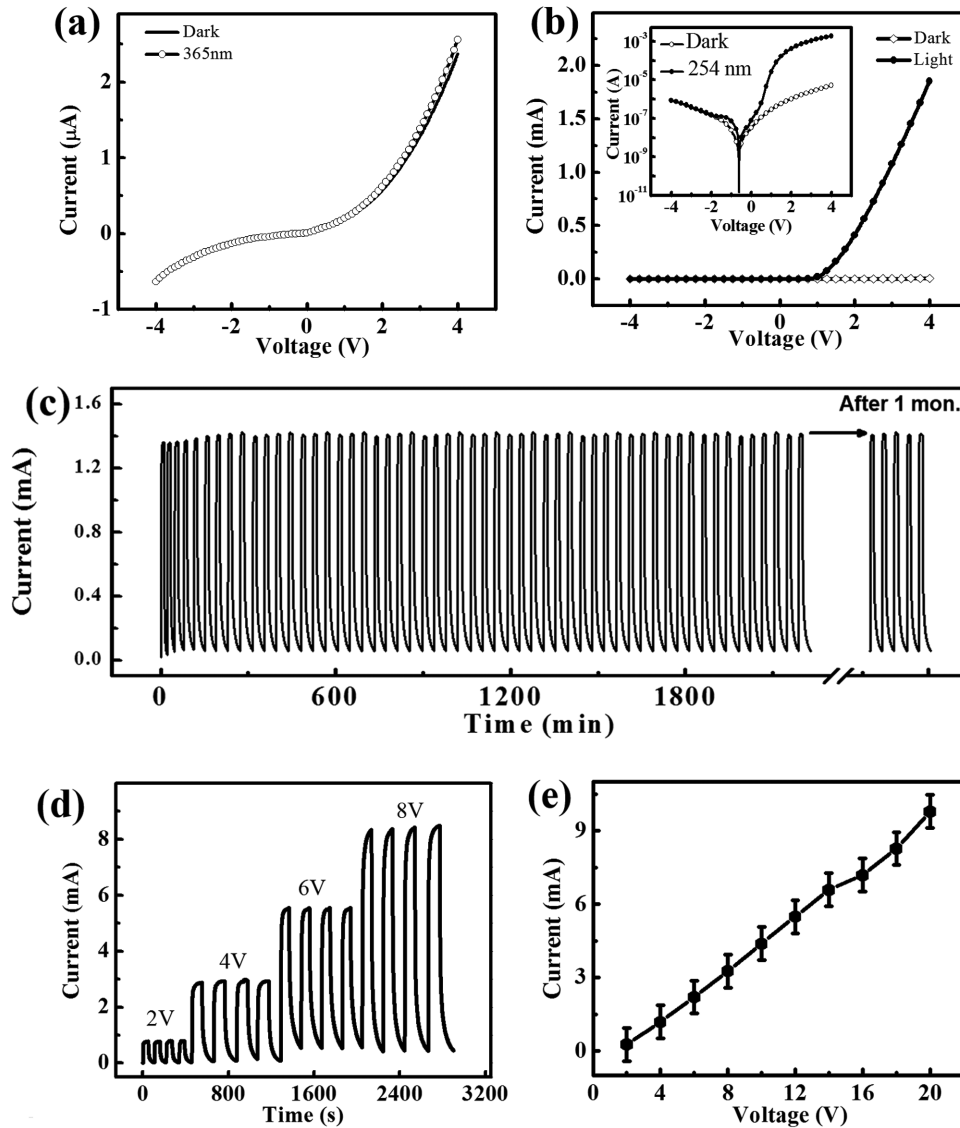 (a)
Dark
365nm
2
1
0
-1
Current (μA)
-4 -2 0 2 4
Voltage (V)
(b)
Dark
Light
2.0
1.5
1.0
0.5
0.0
Current (mA)
-4 -2 0 2 4
Voltage (V)
Dark
254 nm
10-3
10-5
10-7
10-9
10-11
Current (A)
-4 -2 0 2 4
Voltage (V)
(c)
After 1 mon.
1.6
1.2
0.8
0.4
0.0
Current (mA)
0 600 1200 1800
Time (min)
(d)
8
6
4
2
0
Current (mA)
2V
4V
6V
8V
0 800 1600 2400 3200
Time (s)
(e)
9
6
3
0
Current (mA)
0 4 8 12 16 20
Voltage (V)